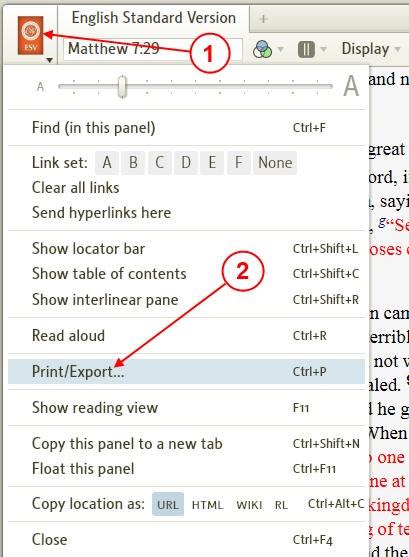 English Standard Version +
ESV
Matthew 7:29 Display
1
A A
Find (in this panel) Ctrl+F
Link set: A B C D E F None
Clear all links
Send hyperlinks here
Show locator bar Ctrl+Shift+L
Show table of contents Ctrl+Shift+C
Show interlinear pane Ctrl+Shift+R
2
Read aloud Ctrl+R
Print/Export... Ctrl+P
Show reading view F11
Copy this panel to a new tab Ctrl+Shift+N
Float this panel Ctrl+F11
Copy location as: URL HTML WIKI RL Ctrl+Alt+C
Close Ctrl+F4
and n
great
ord, i
, sayi
, g“Se
oses c
n cam
erribl
not w
aled. 
d he g
When
o one
ne at
kingd
g of te
d the